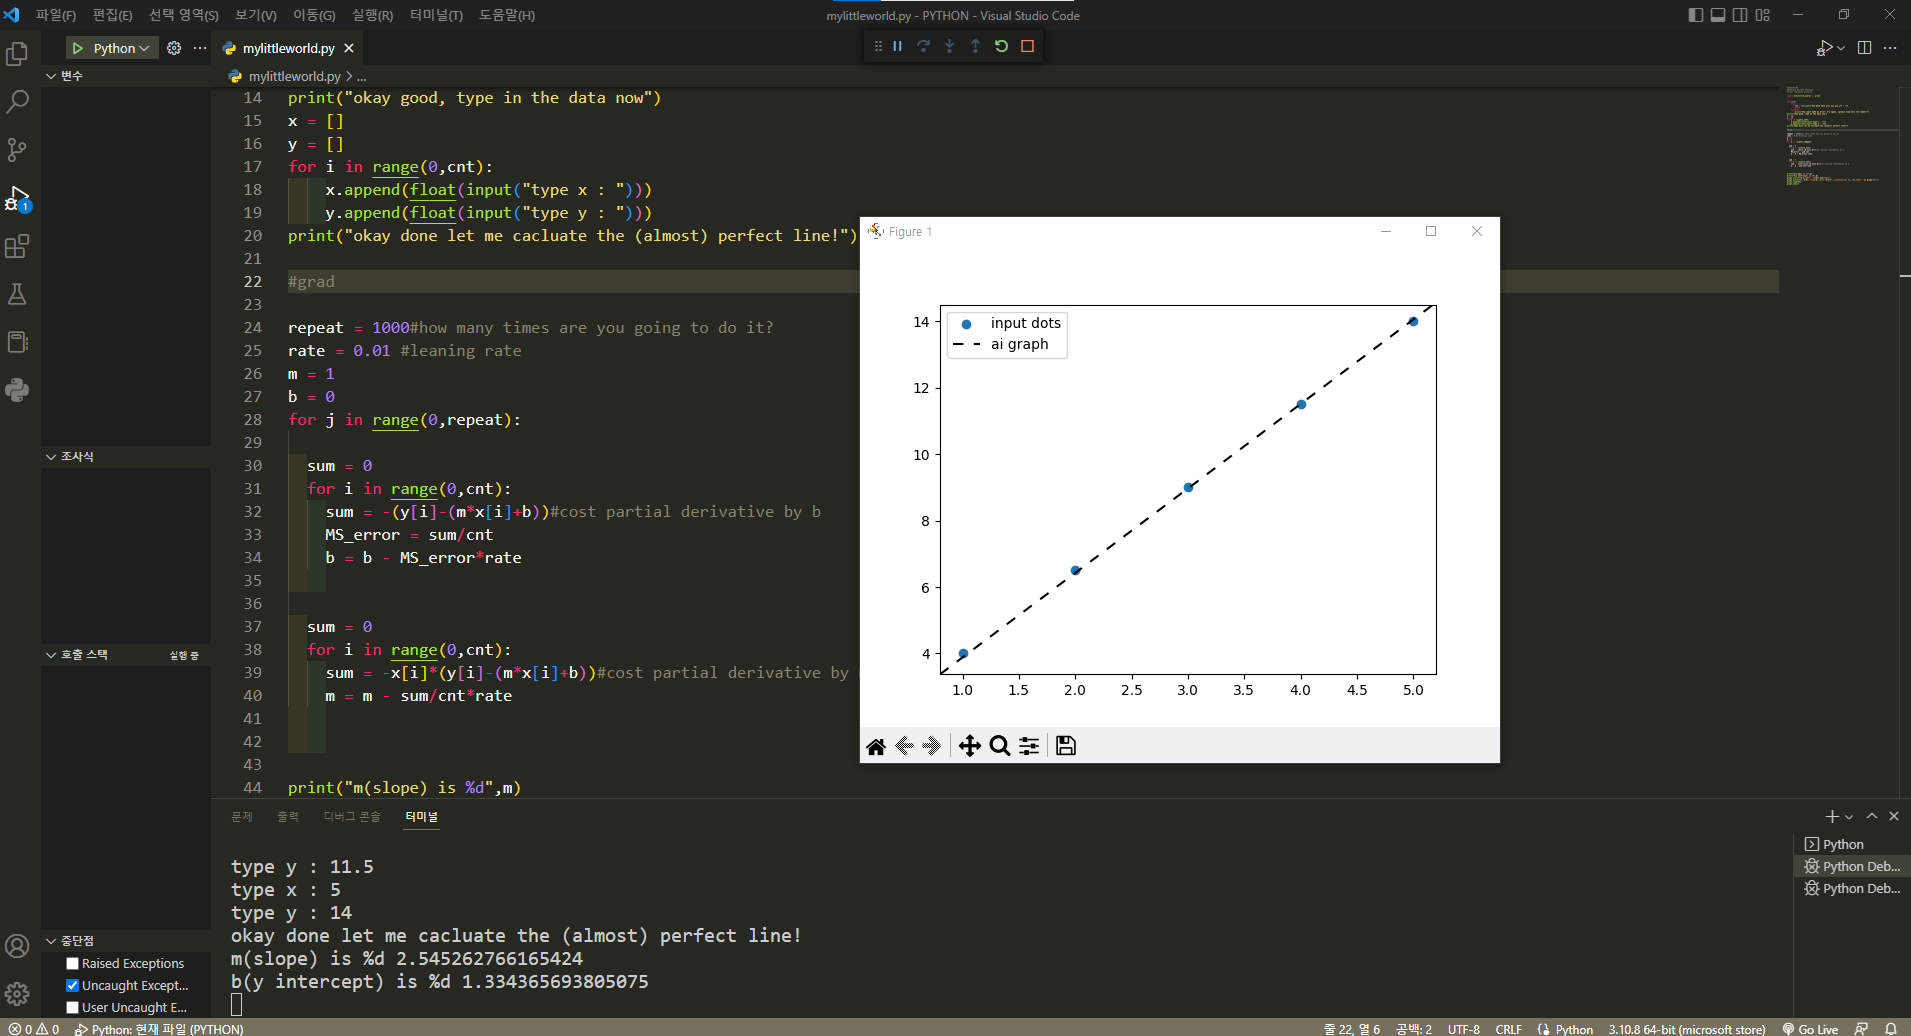 파일(F) 편집(E) 선택 영역(S) 보기(V) 이동(G) 실행(R) 터미널(T) 도움말(H)
mylittleworld.py - PYTHON - Visual Studio Code
Python
mylittleworld.py
변수
mylittleworld.py > ...
14 print("okay good, type in the data now")
15 x = []
16 y = []
17 for i in range(0,cnt):
18 x.append(float(input("type x : ")))
19 y.append(float(input("type y : ")))
20 print("okay done let me cacluate the (almost) perfect line!")
21
22 #grad
23
24 repeat = 1000#how many times are you going to do it?
25 rate = 0.01 #leaning rate
26 m = 1
27 b = 0
28 for j in range(0,repeat):
29
30 sum = 0
31 for i in range(0,cnt):
32 sum = -(y[i]-(m*x[i]+b))#cost partial derivative by b
33 MS_error = sum/cnt
34 b = b - MS_error*rate
35
36
37 sum = 0
38 for i in range(0,cnt):
39 sum = -x[i]*(y[i]-(m*x[i]+b))#cost partial derivative by
40 m = m - sum/cnt*rate
41
42
43
44 print("m(slope) is %d",m)
조사식
호출 스택
실행 중
중단점
Raised Exceptions
Uncaught Except...
User Uncaught E...
1
Figure 1
input dots
ai graph
14
12
10
8
6
4
1.0 1.5 2.0 2.5 3.0 3.5 4.0 4.5 5.0
문제 출력 디버그 콘솔 터미널
type y : 11.5
type x : 5
type y : 14
okay done let me cacluate the (almost) perfect line!
m(slope) is %d 2.545262766165424
b(y intercept) is %d 1.334365693805075
Python
Python Deb...
Python Deb...
0 0 Python: 현재 파일 (PYTHON)
줄 22, 열 6 공백: 2 UTF-8 CRLF Python 3.10.8 64-bit (microsoft store) Go Live